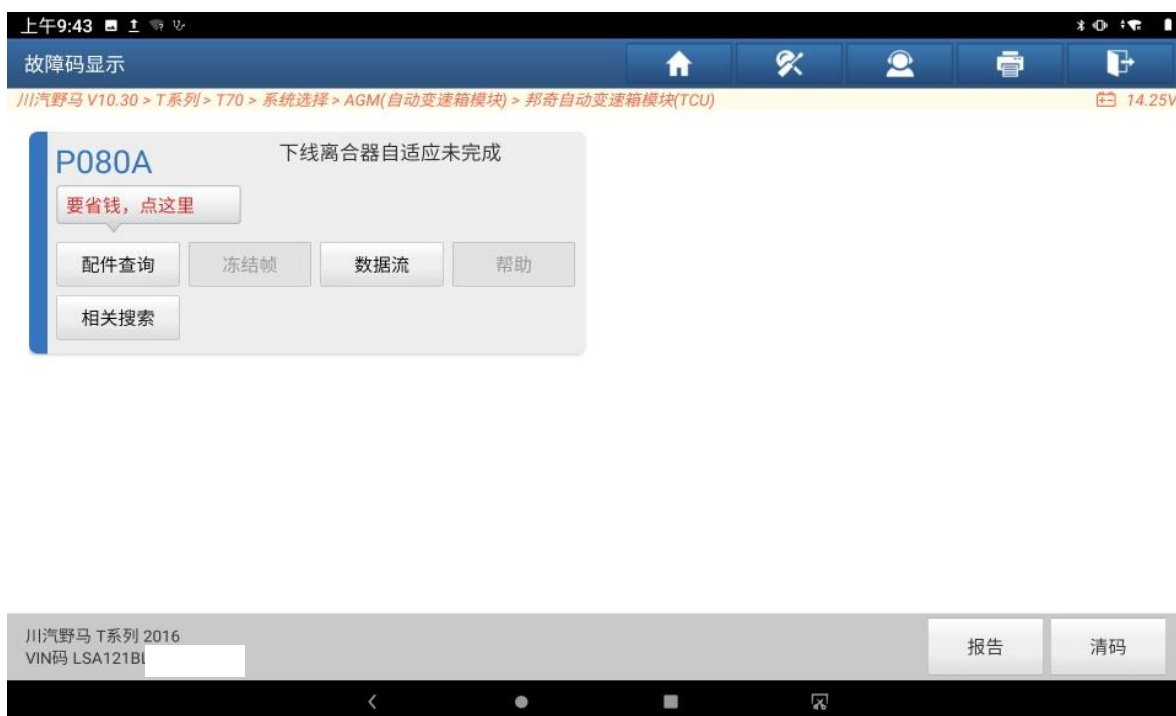 上午9:43
故障码显示
川汽野马 V10.30 > T系列 > T70 > 系统选择 > AGM(自动变速箱模块) > 邦奇自动变速箱模块(TCU)
14.25V
P080A
下线离合器自适应未完成
要省钱，点这里
配件查询
冻结帧
数据流
帮助
相关搜索
川汽野马 T系列 2016
VIN码 LSA121BL
报告
清码